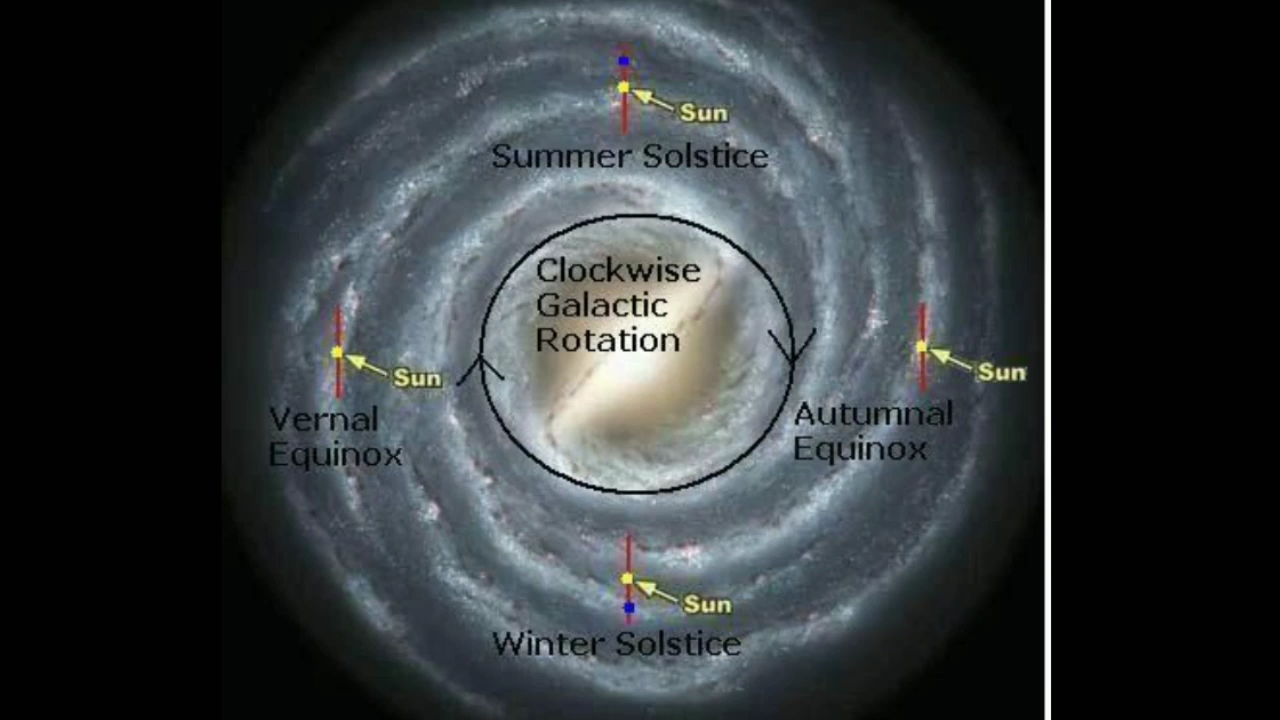 Sun
Summer Solstice
Clockwise
Galactic
Rotation
Sun
Vernal
Equinox
Sun
Autumnal
Equinox
Sun
Winter Solstice